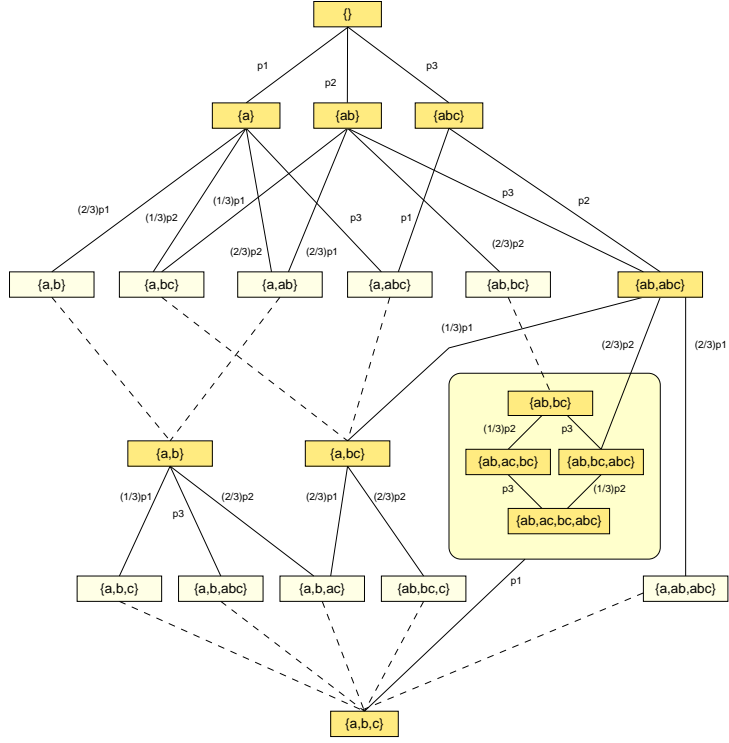 {}
p1
p2
p3
{a}
{ab}
{abc}
(2/3)p1
(1/3)p2
(1/3)p1
(2/3)p2
(2/3)p1
p3
p1
(2/3)p2
p3
p2
{a,b}
{a,bc}
{a,ab}
{a,abc}
{ab,bc}
{ab,abc}
(1/3)p1
(2/3)p2
(2/3)p1
{ab,bc}
(1/3)p2
p3
{a,b}
{a,bc}
{ab,ac,bc}
{ab,bc,abc}
p3
(1/3)p2
{ab,ac,bc,abc}
(1/3)p1
p3
(2/3)p2
(2/3)p1
(2/3)p2
p1
{a,b,c}
{a,b,abc}
{a,b,ac}
{ab,bc,c}
{a,ab,abc}
{a,b,c}